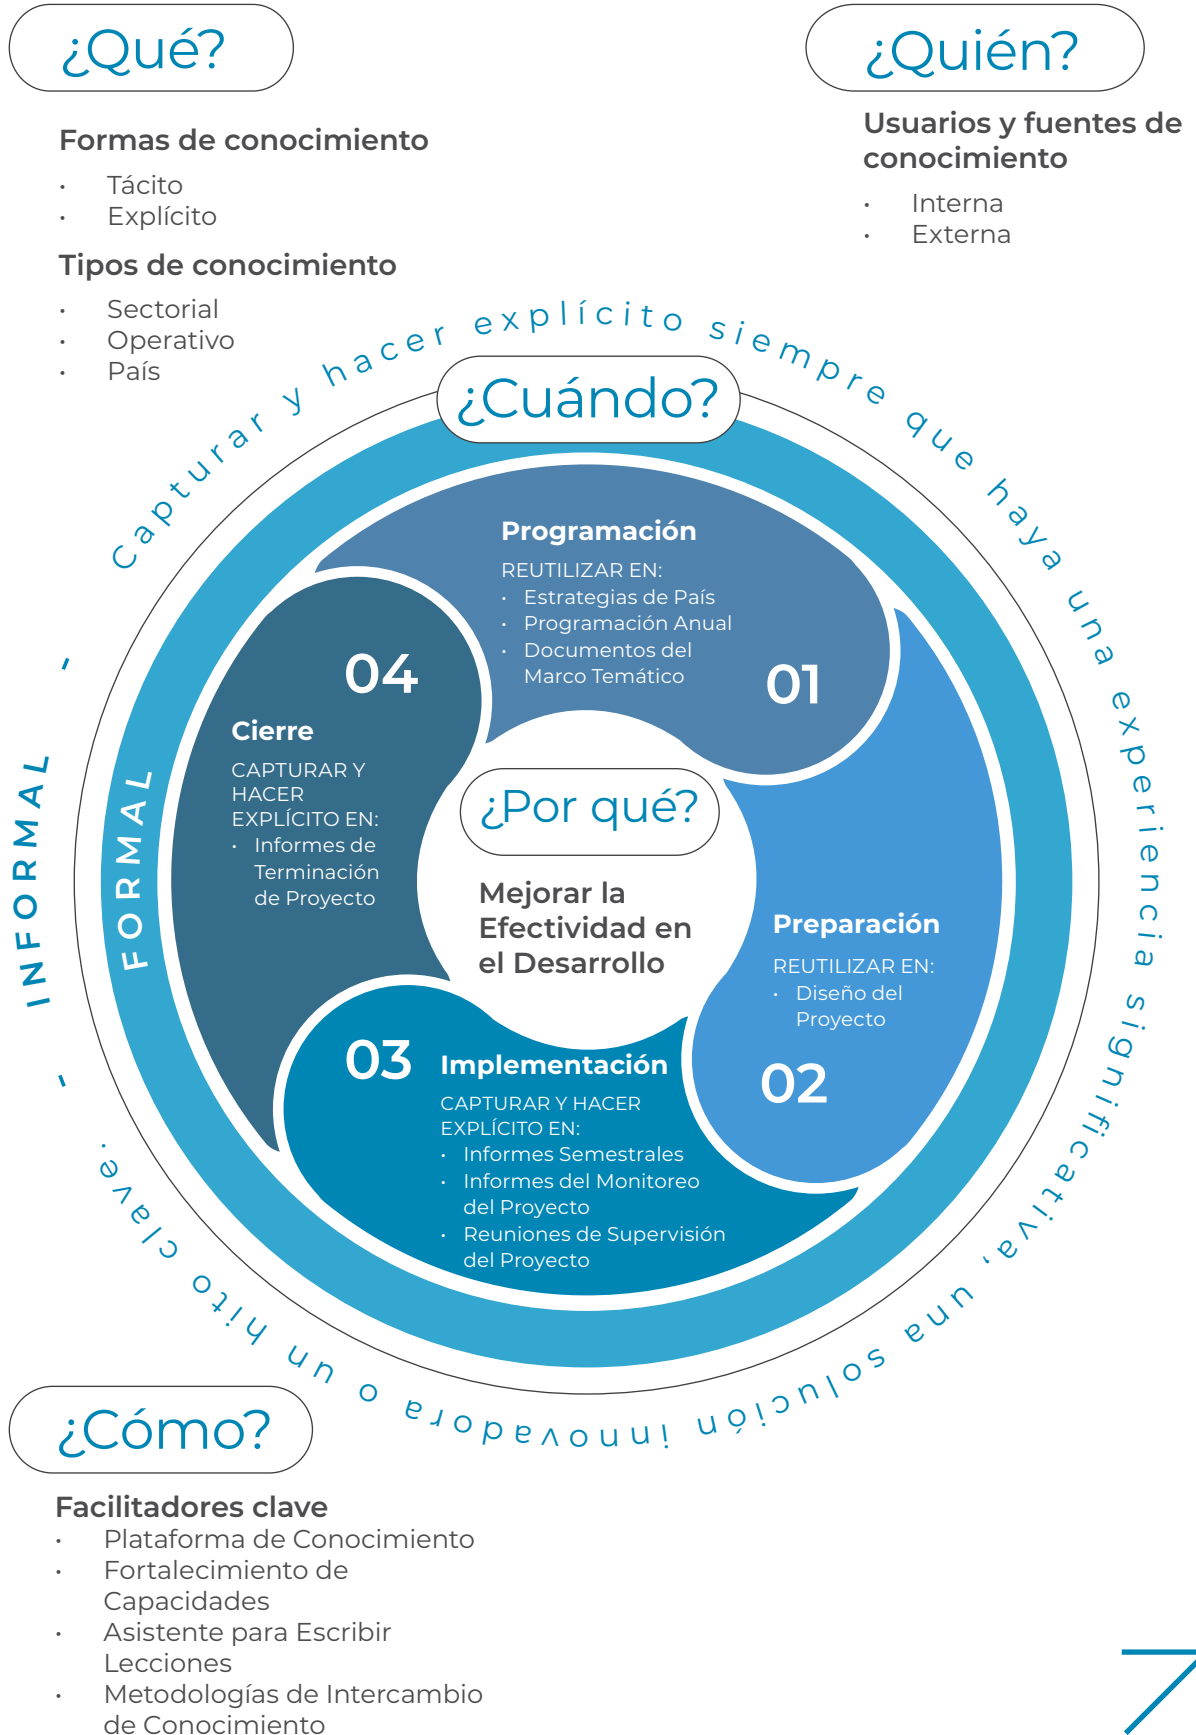 ¿Qué?
Formas de conocimiento
• Tácito
• Explícito
Tipos de conocimiento
• Sectorial
• Operativo
• País
¿Quién?
Usuarios y fuentes de
conocimiento
• Interna
• Externa
INFORMAL - Capturar y hacer explícito siempre que haya una experiencia significativa, una solución innovadora o un hito clave. -
FORMAL
¿Cuándo?
Programación
REUTILIZAR EN:
• Estrategias de País
• Programación Anual
• Documentos del
Marco Temático
01
Preparación
REUTILIZAR EN:
• Diseño del
Proyecto
02
03
Implementación
CAPTURAR Y HACER
EXPLÍCITO EN:
• Informes Semestrales
• Informes del Monitoreo
del Proyecto
• Reuniones de Supervisión
del Proyecto
04
Cierre
CAPTURAR Y
HACER
EXPLÍCITO EN:
• Informes de
Terminación
de Proyecto
¿Por qué?
Mejorar la
Efectividad en
el Desarrollo
¿Cómo?
Facilitadores clave
• Plataforma de Conocimiento
• Fortalecimiento de
Capacidades
• Asistente para Escribir
Lecciones
• Metodologías de Intercambio
de Conocimiento